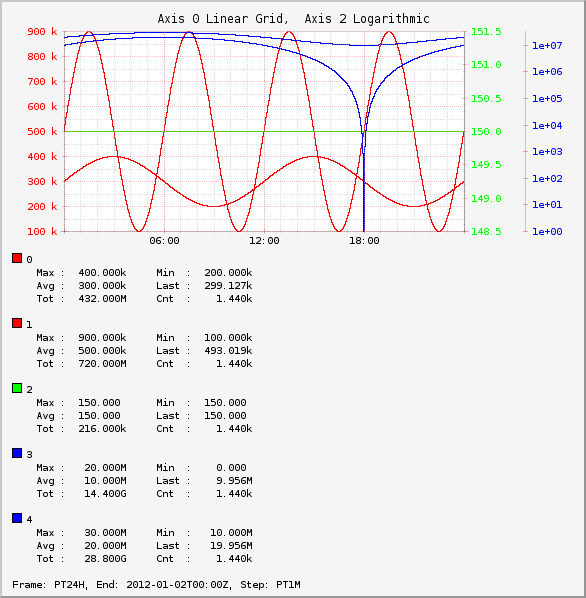 Axis 0 Linear Grid,  Axis 2 Logarithmic
900 k
800 k
700 k
600 k
500 k
400 k
300 k
200 k
100 k
151.5
151.0
150.5
150.0
149.5
149.0
148.5
1e+07
1e+06
1e+05
1e+04
1e+03
1e+02
1e+01
1e+00
06:00 12:00 18:00
0
Max : 400.000k Min : 200.000k
Avg : 300.000k Last : 299.127k
Tot : 432.000M Cnt : 1.440k
1
Max : 900.000k Min : 100.000k
Avg : 500.000k Last : 493.019k
Tot : 720.000M Cnt : 1.440k
2
Max : 150.000 Min : 150.000
Avg : 150.000 Last : 150.000
Tot : 216.000k Cnt : 1.440k
3
Max : 20.000M Min : 0.000
Avg : 10.000M Last : 9.956M
Tot : 14.400G Cnt : 1.440k
4
Max : 30.000M Min : 10.000M
Avg : 20.000M Last : 19.956M
Tot : 28.800G Cnt : 1.440k
Frame: PT24H, End: 2012-01-02T00:00Z, Step: PT1M